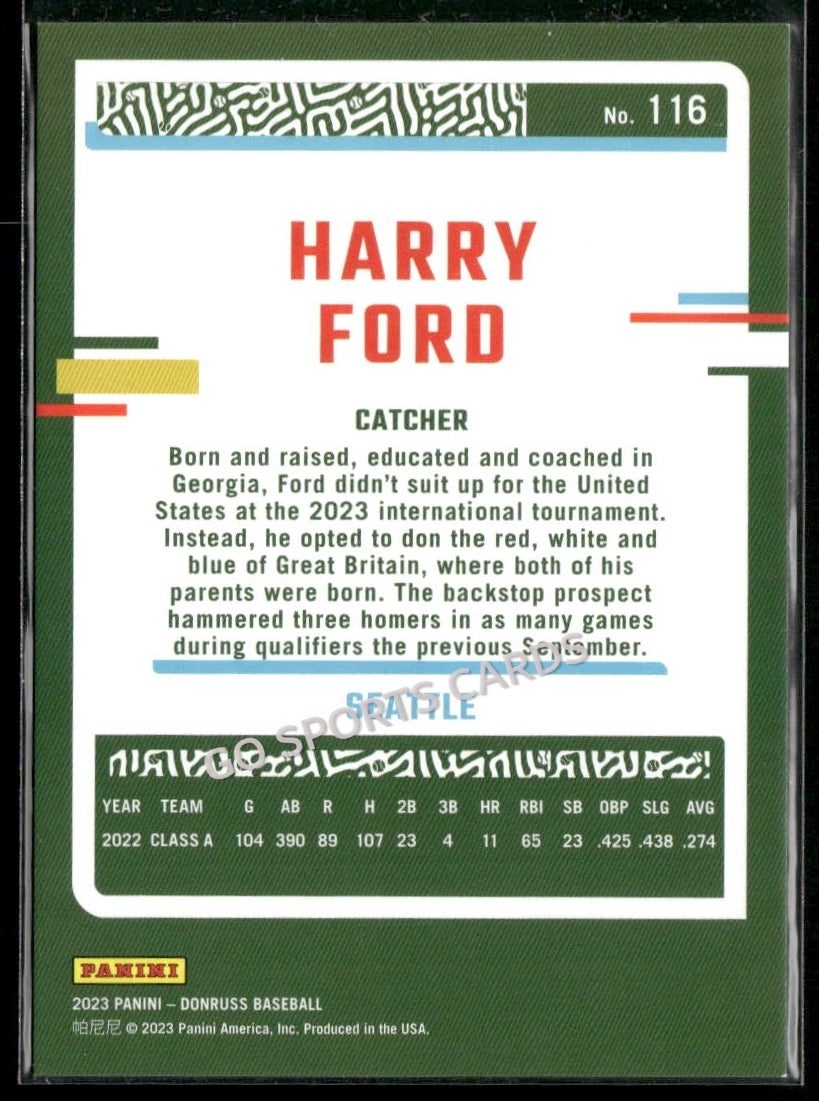 No. 116
HARRY
FORD
CATCHER
Born and raised, educated and coached in
Georgia, Ford didn't suit up for the United
States at the 2023 international tournament.
Instead, he opted to don the red, white and
blue of Great Britain, where both of his
parents were born. The backstop prospect
hammered three homers in as many games
during qualifiers the previous September.
SEATTLE
GO SPORTS CARDS
YEAR TEAM G AB R H 2B 3B HR RBI SB OBP SLG AVG
2022 CLASS A 104 390 89 107 23 4 11 65 23 .425 .438 .274
PANINI
2023 PANINI – DONRUSS BASEBALL
帕尼尼 © 2023 Panini America, Inc. Produced in the USA.